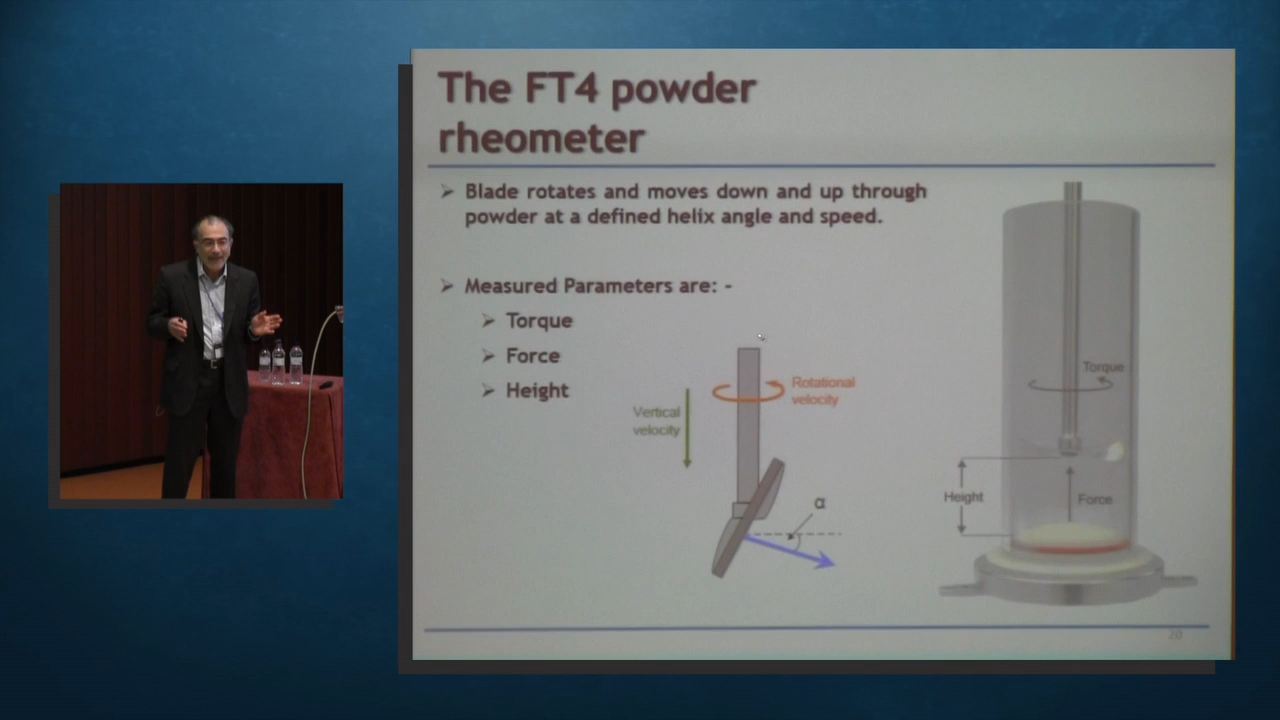 The FT4 powder
rheometer
Blade rotates and moves down and up through
powder at a defined helix angle and speed.
Measured Parameters are: -
Torque
Force
Height
Vertical
velocity
Rotational
velocity
α
Torque
Height
Force
20